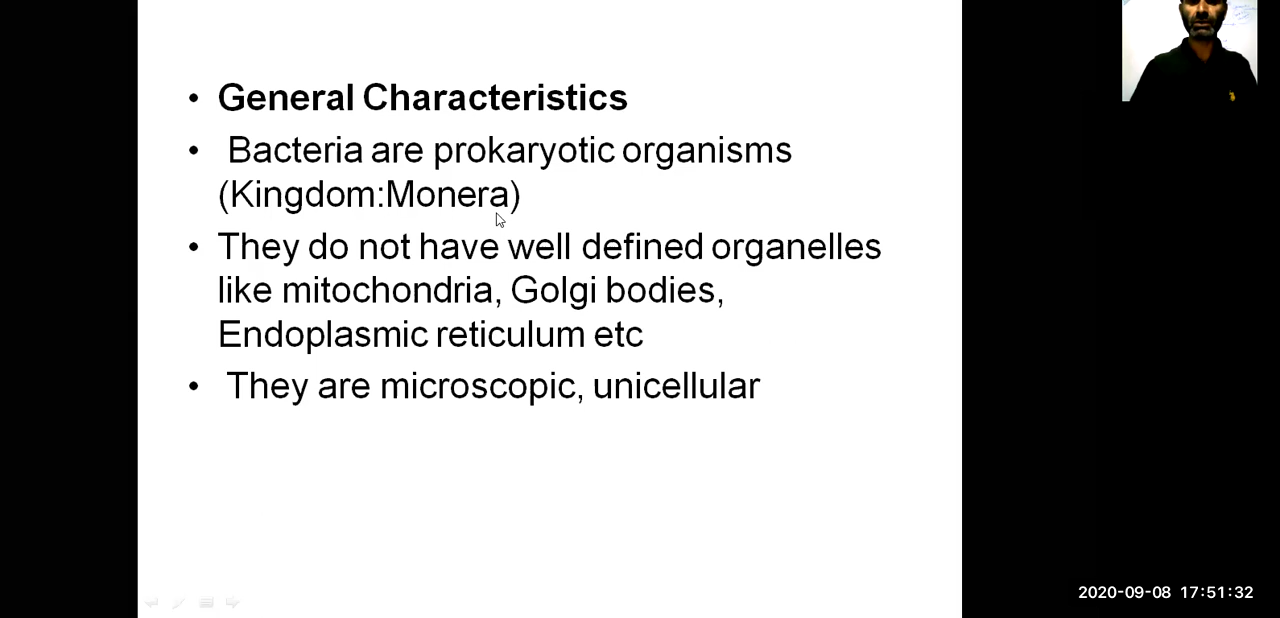 • General Characteristics
• Bacteria are prokaryotic organisms
(Kingdom:Monera)
• They do not have well defined organelles
like mitochondria, Golgi bodies,
Endoplasmic reticulum etc
• They are microscopic, unicellular
2020-09-08 17:51:32